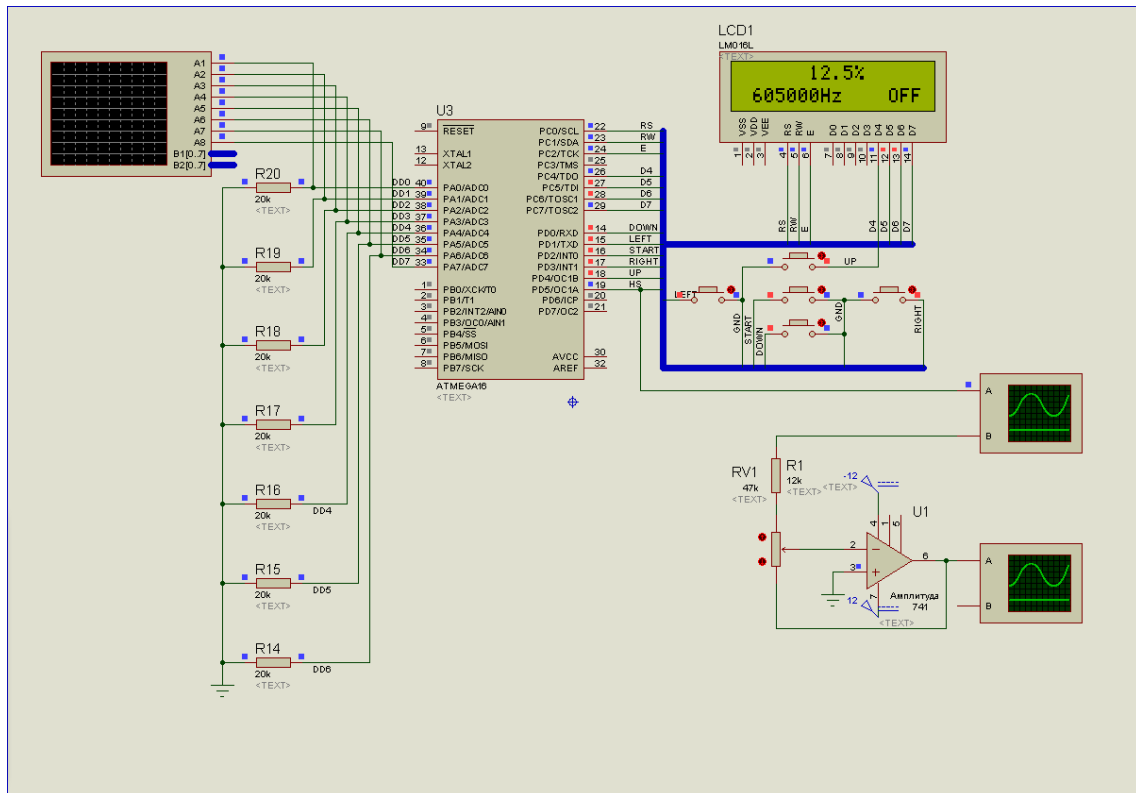 LCD1
LM016L
<TEXT>
12.5%
605000Hz OFF
VSS VDD VEE RS RW E D0 D1 D2 D3 D4 D5 D6 D7
1 2 3 4 5 6 7 8 9 10 11 12 13 14
A1
A2
A3
A4
A5
A6
A7
A8
B1[0..7]
B2[0..7]
U3
9 RESET
13 XTAL1
12 XTAL2
DD0 40 PA0/ADC0
DD1 39 PA1/ADC1
DD2 38 PA2/ADC2
DD3 37 PA3/ADC3
DD4 36 PA4/ADC4
DD5 35 PA5/ADC5
DD6 34 PA6/ADC6
DD7 33 PA7/ADC7
1 PB0/XCK/T0
2 PB1/T1
3 PB2/INT2/AIN0
4 PB3/OC0/AIN1
5 PB4/SS
6 PB5/MOSI
7 PB6/MISO
8 PB7/SCK
PC0/SCL 22 RS
PC1/SDA 23 RW
PC2/TCK 24 E
PC3/TMS 25
PC4/TDO 26 D4
PC5/TDI 27 D5
PC6/TOSC1 28 D6
PC7/TOSC2 29 D7
PD0/RXD 14 DOWN
PD1/TXD 15 LEFT
PD2/INT0 16 START
PD3/INT1 17 RIGHT
PD4/OC1B 18 UP
PD5/OC1A 19 HS
PD6/ICP 20
PD7/OC2 21
AVCC 30
AREF 32
ATMEGA16
<TEXT>
RS RW E D4 D5 D6 D7
UP
LEFT
GND START DOWN GND RIGHT
R20
20k
<TEXT>
R19
20k
<TEXT>
R18
20k
<TEXT>
R17
20k
<TEXT>
R16
20k DD4
<TEXT>
R15
20k DD5
<TEXT>
R14
20k DD6
<TEXT>
A
B
RV1
47k
<TEXT>
R1
12k
<TEXT>
-12
<TEXT>
U1
4 1 5
2
3
6
7
12
Амплитуда
741
<TEXT>
A
B